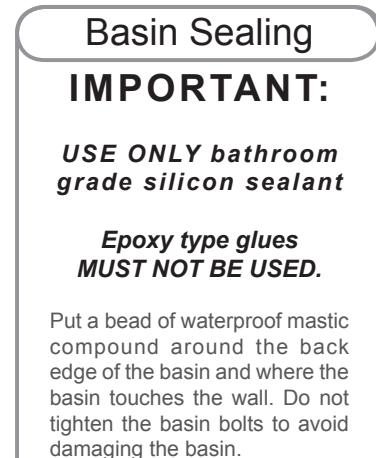 Basin Sealing
IMPORTANT:
USE ONLY bathroom
grade silicon sealant
Epoxy type glues
MUST NOT BE USED.
Put a bead of waterproof mastic
compound around the back
edge of the basin and where the
basin touches the wall. Do not
tighten the basin bolts to avoid
damaging the basin.